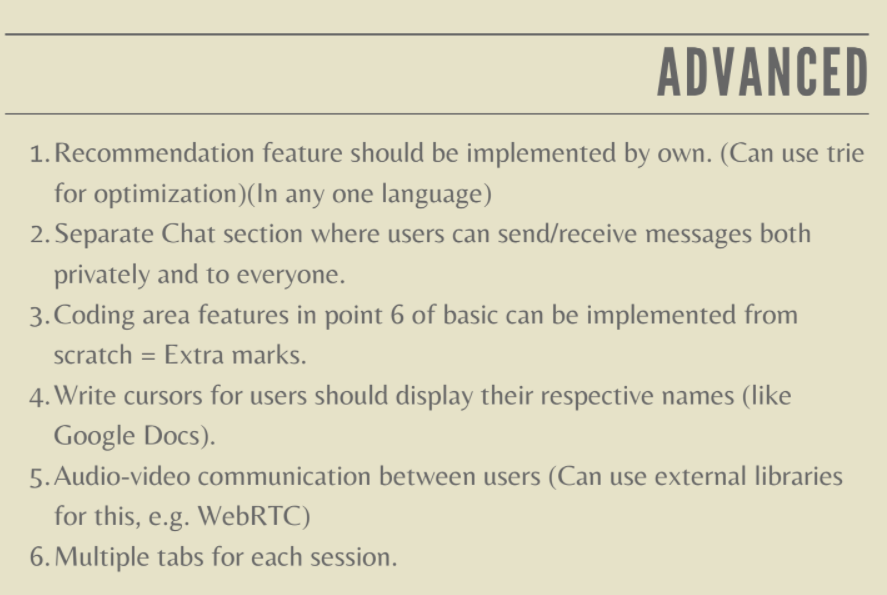 ADVANCED
1. Recommendation feature should be implemented by own. (Can use trie
for optimization)(In any one language)
2. Separate Chat section where users can send/receive messages both
privately and to everyone.
3. Coding area features in point 6 of basic can be implemented from
scratch = Extra marks.
4. Write cursors for users should display their respective names (like
Google Docs).
5. Audio-video communication between users (Can use external libraries
for this, e.g. WebRTC)
6. Multiple tabs for each session.